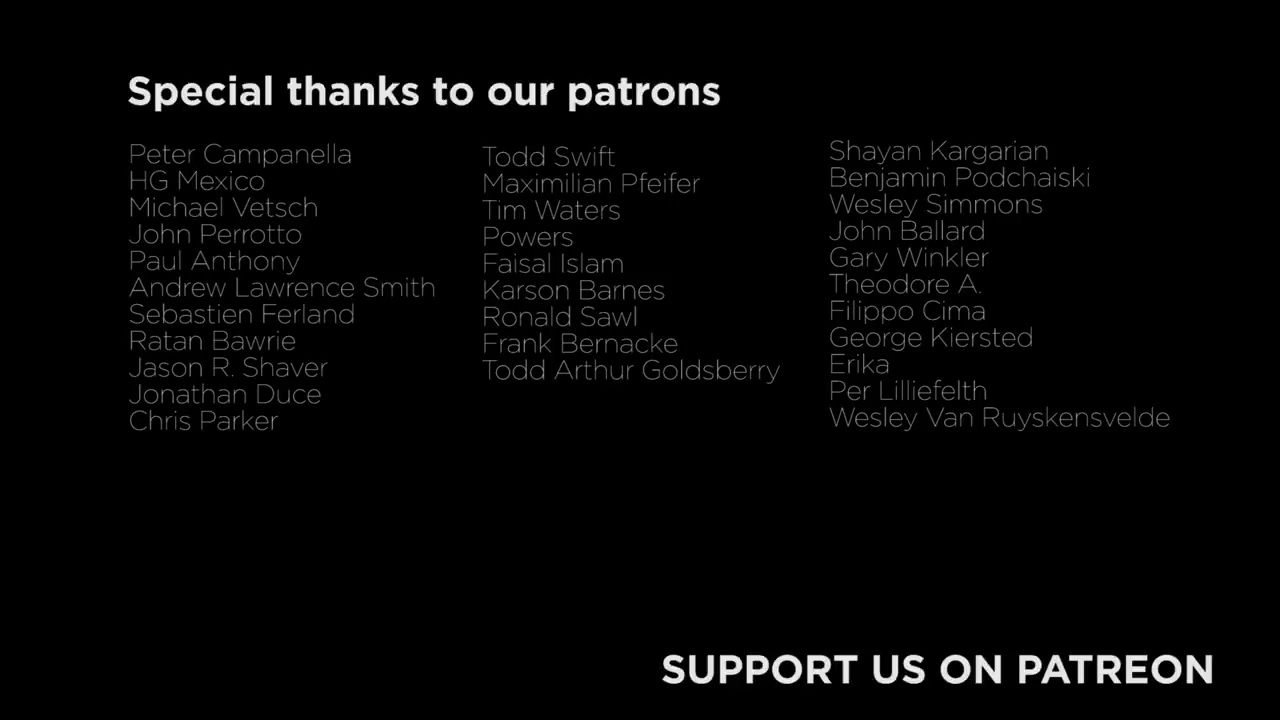 Special thanks to our patrons
Peter Campanella
HG Mexico
Michael Vetsch
John Perrotto
Paul Anthony
Andrew Lawrence Smith
Sebastien Ferland
Ratan Bawrie
Jason R. Shaver
Jonathan Duce
Chris Parker
Todd Swift
Maximilian Pfeifer
Tim Waters
Powers
Faisal Islam
Karson Barnes
Ronald Sawl
Frank Bernacke
Todd Arthur Goldsberry
Shayan Kargarian
Benjamin Podchaiski
Wesley Simmons
John Ballard
Gary Winkler
Theodore A.
Filippo Cima
George Kiersted
Erika
Per Lilliefelth
Wesley Van Ruyskensvelde
SUPPORT US ON PATREON